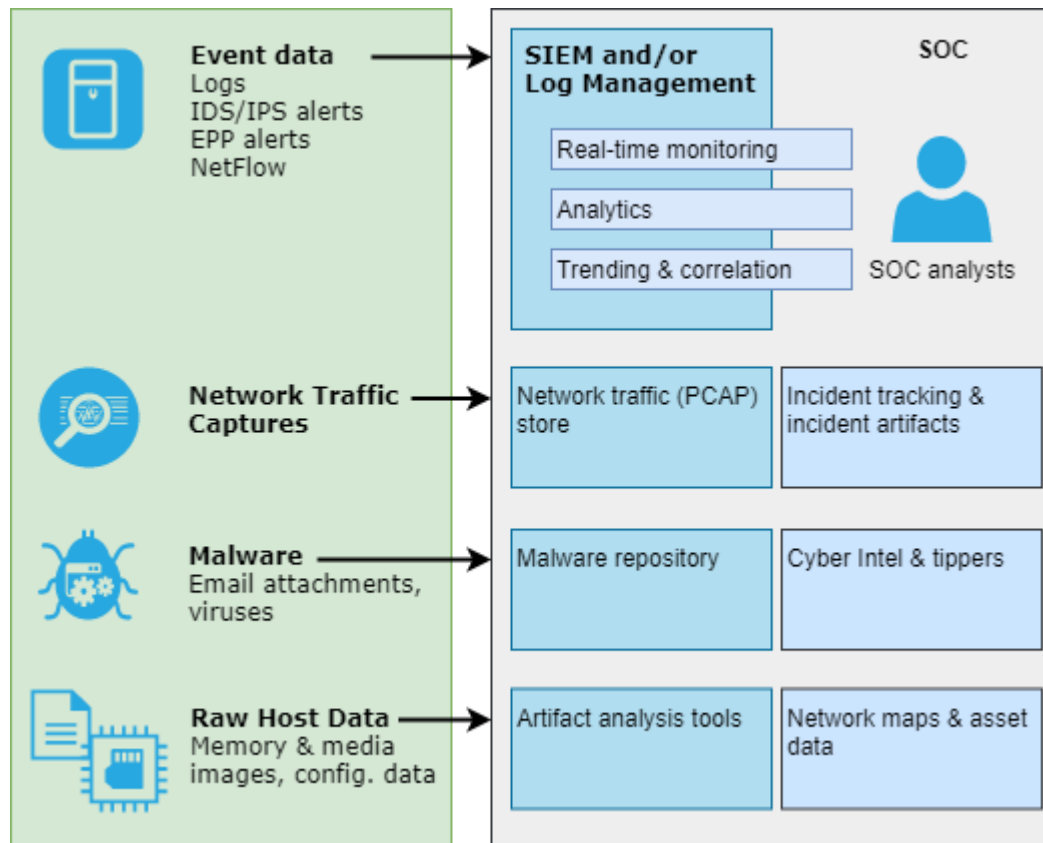 Event data
Logs
IDS/IPS alerts
EPP alerts
NetFlow
SIEM and/or
Log Management
Real-time monitoring
Analytics
Trending & correlation
SOC
SOC analysts
Network Traffic
Captures
Network traffic (PCAP)
store
Incident tracking &
incident artifacts
Malware
Email attachments,
viruses
Malware repository
Cyber Intel & tippers
Raw Host Data
Memory & media
images, config. data
Artifact analysis tools
Network maps & asset
data